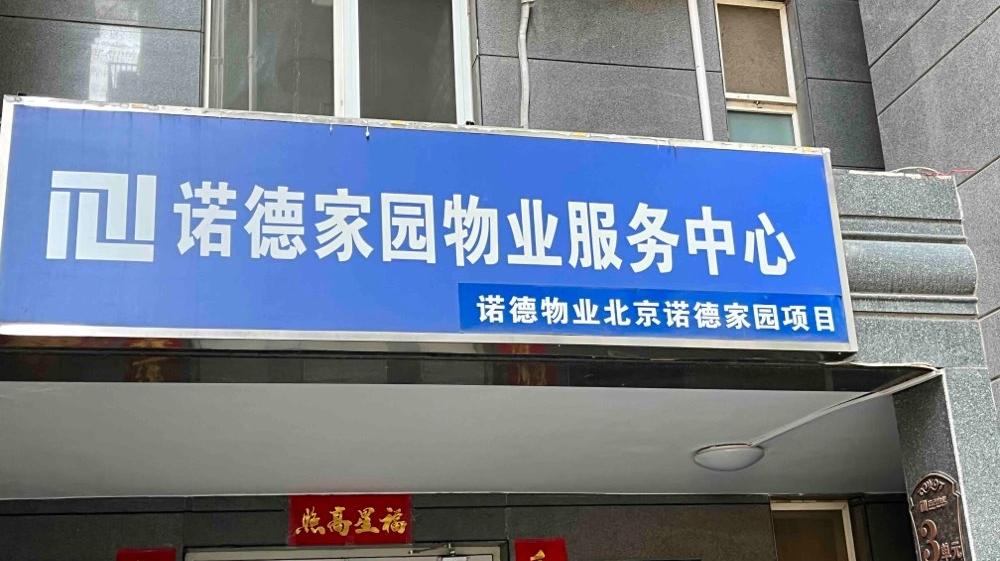 诺德家园物业服务中心
诺德物业北京诺德家园项目
福星高照
3单元